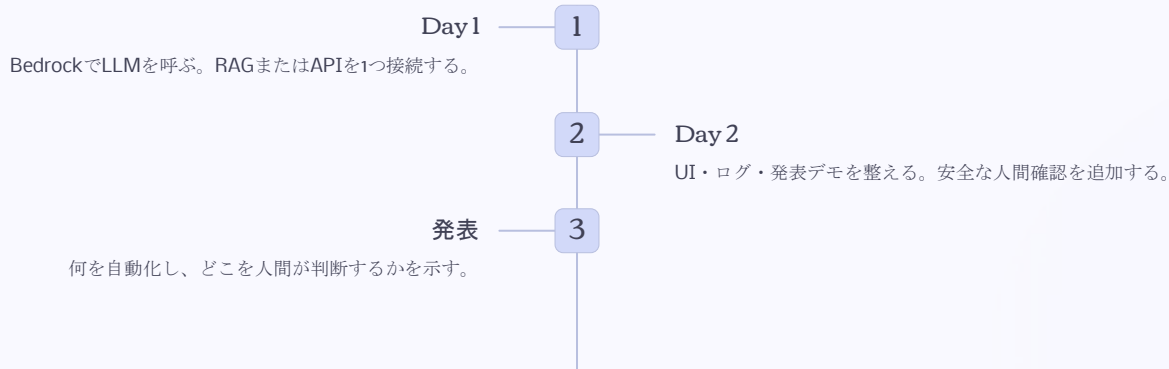 Day 1
1
BedrockでLLMを呼ぶ。RAGまたはAPIを1つ接続する。
2
Day 2
UI・ログ・発表デモを整える。安全な人間確認を追加する。
発表
3
何を自動化し、どこを人間が判断するかを示す。